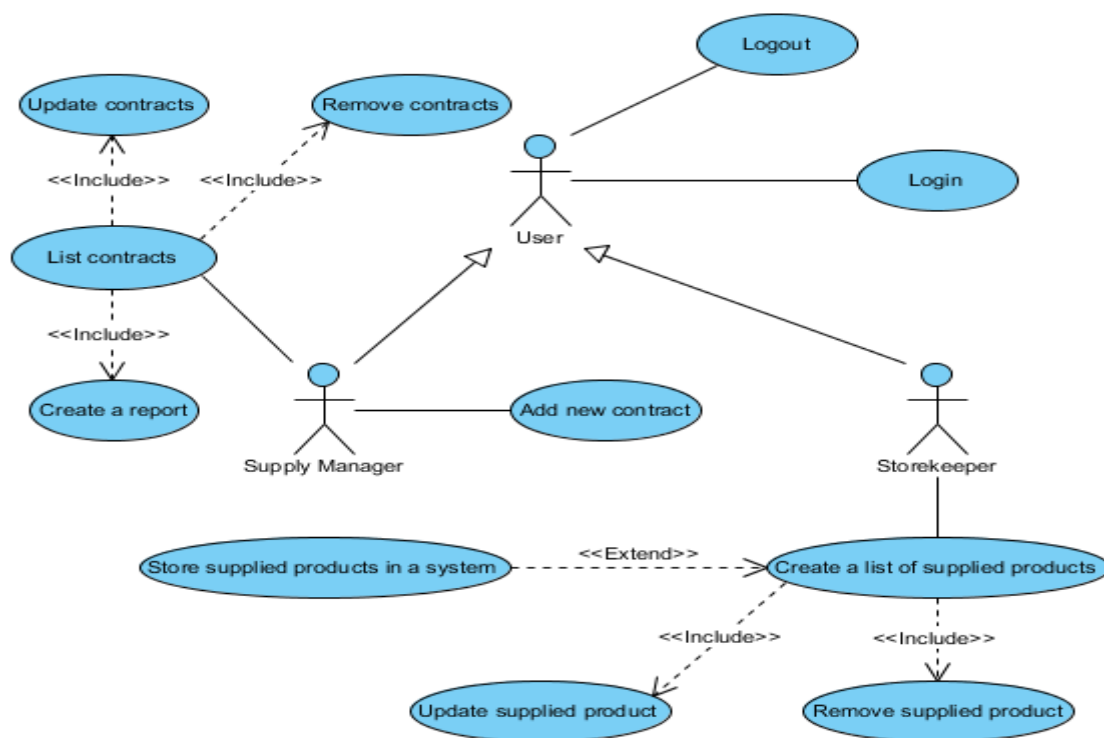 Logout
Update contracts
Remove contracts
<<Include>>
<<Include>>
Login
User
List contracts
<<Include>>
Create a report
Add new contract
Supply Manager
Storekeeper
<<Extend>>
Store supplied products in a system
Create a list of supplied products
<<Include>>
<<Include>>
Update supplied product
Remove supplied product